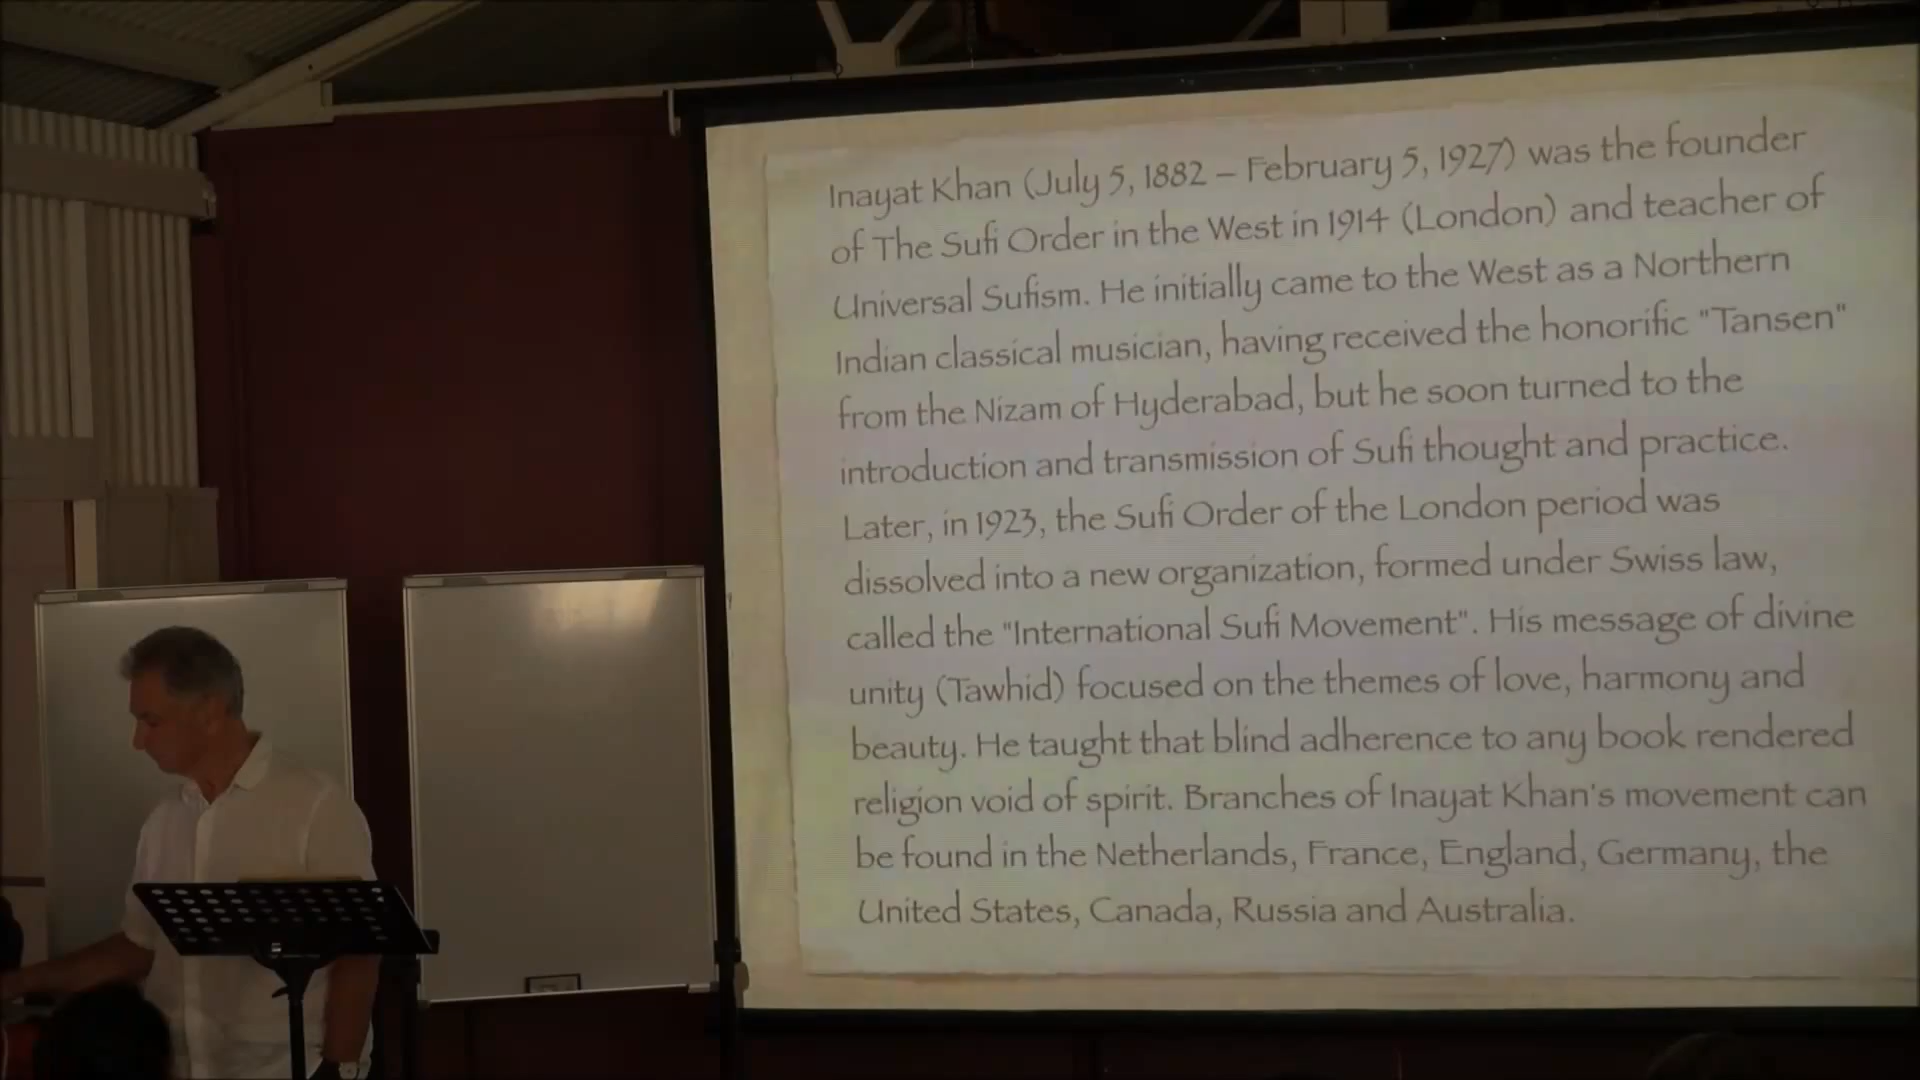 Inayat Khan (July 5, 1882 – February 5, 1927) was the founder
of The Sufi Order in the West in 1914 (London) and teacher of
Universal Sufism. He initially came to the West as a Northern
Indian classical musician, having received the honorific "Tansen"
from the Nizam of Hyderabad, but he soon turned to the
introduction and transmission of Sufi thought and practice.
Later, in 1923, the Sufi Order of the London period was
dissolved into a new organization, formed under Swiss law,
called the "International Sufi Movement". His message of divine
unity (Tawhid) focused on the themes of love, harmony and
beauty. He taught that blind adherence to any book rendered
religion void of spirit. Branches of Inayat Khan's movement can
be found in the Netherlands, France, England, Germany, the
United States, Canada, Russia and Australia.